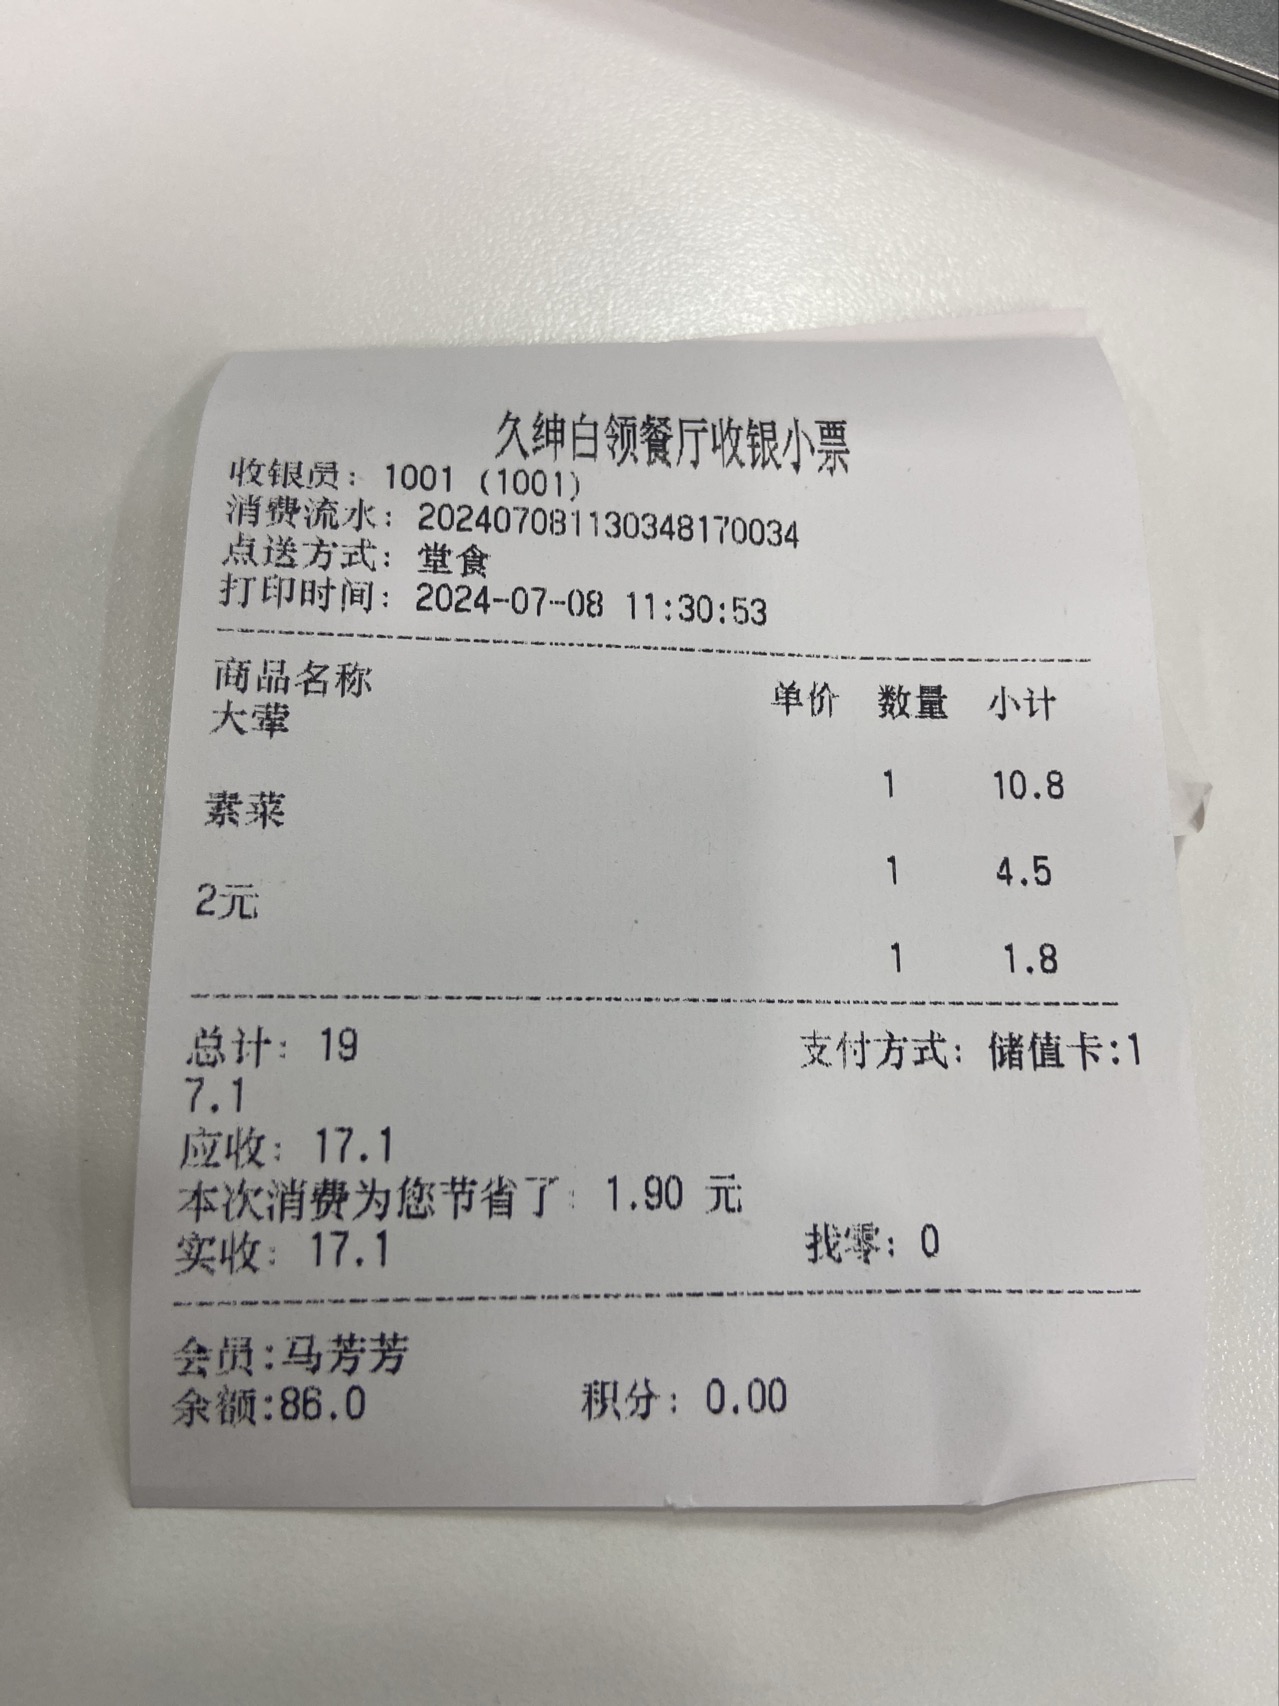 久绅白领餐厅收银小票
收银员：1001 (1001)
消费流水：202407081130348170034
点送方式：堂食
打印时间：2024-07-08 11:30:53
商品名称 单价 数量 小计
大荤
1 10.8
素菜
1 4.5
2元
1 1.8
总计：19 支付方式：储值卡:1
7.1
应收：17.1
本次消费为您节省了：1.90 元
实收：17.1 找零：0
会员:马芳芳
余额:86.0 积分：0.00